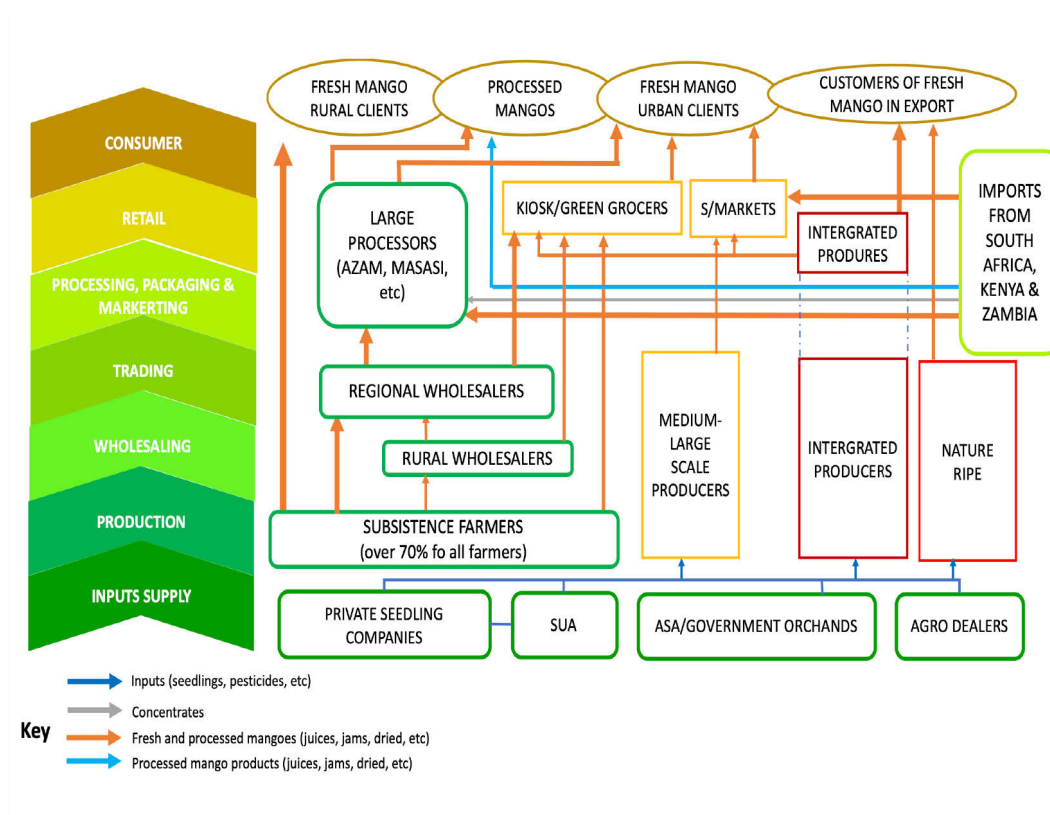 FRESH MANGO
RURAL CLIENTS
PROCESSED
MANGOS
FRESH MANGO
URBAN CLIENTS
CUSTOMERS OF FRESH
MANGO IN EXPORT
CONSUMER
RETAIL
PROCESSING, PACKAGING &
MARKERTING
TRADING
WHOLESALING
PRODUCTION
INPUTS SUPPLY
LARGE
PROCESSORS
(AZAM, MASASI,
etc)
KIOSK/GREEN GROCERS
S/MARKETS
INTERGRATED
PRODURES
IMPORTS
FROM
SOUTH
AFRICA,
KENYA &
ZAMBIA
REGIONAL WHOLESALERS
RURAL WHOLESALERS
MEDIUM-
LARGE
SCALE
PRODUCERS
INTERGRATED
PRODUCERS
NATURE
RIPE
SUBSISTENCE FARMERS
(over 70% fo all farmers)
PRIVATE SEEDLING
COMPANIES
SUA
ASA/GOVERNMENT ORCHANDS
AGRO DEALERS
Key
Inputs (seedlings, pesticides, etc)
Concentrates
Fresh and processed mangoes (juices, jams, dried, etc)
Processed mango products (juices, jams, dried, etc)